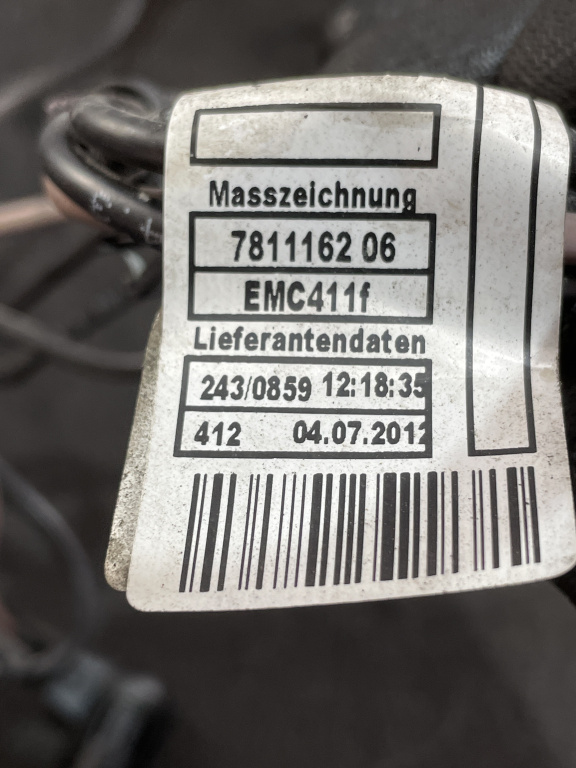 Masszeichnung
7811162 06
EMC411f
Lieferantendaten
243/0859 12:18:35
412 04.07.2012